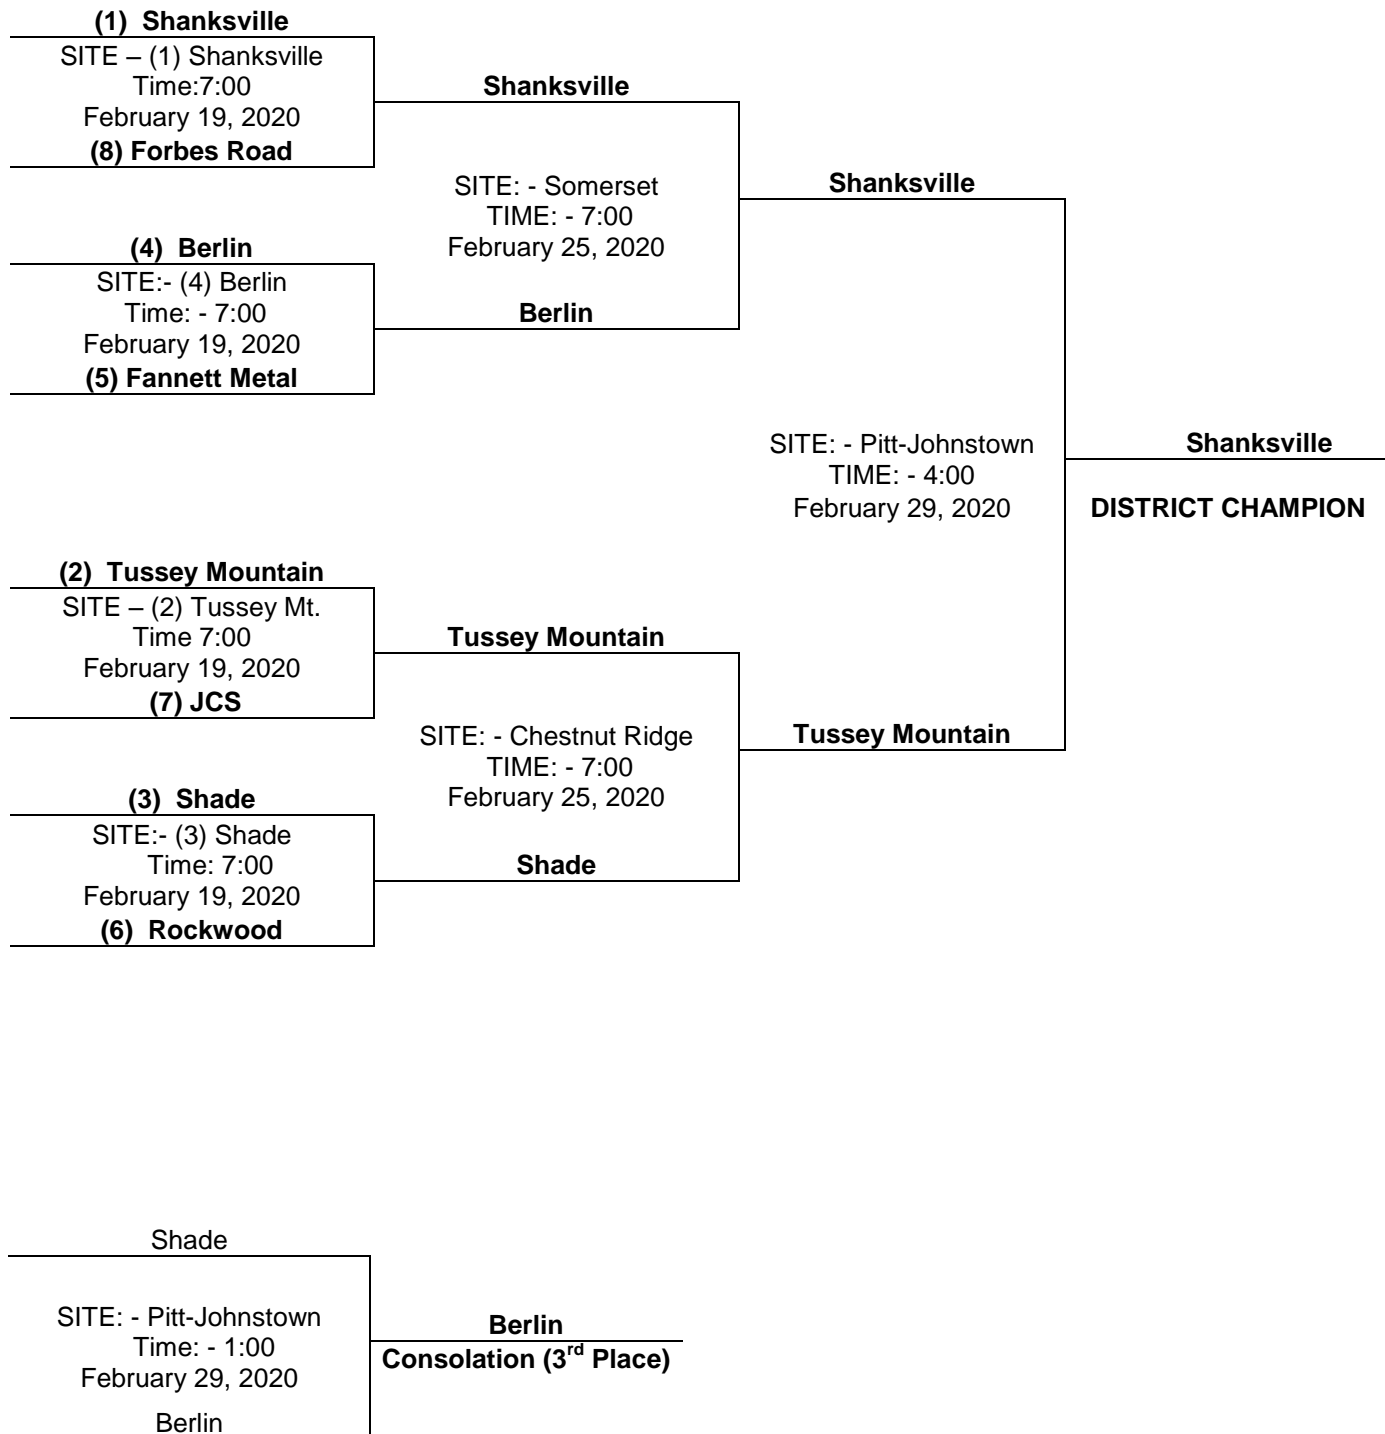 (1) Shanksville
SITE – (1) Shanksville
Time:7:00
February 19, 2020
(8) Forbes Road
Shanksville
SITE: - Somerset
TIME: - 7:00
February 25, 2020
(4) Berlin
SITE:- (4) Berlin
Time: - 7:00
February 19, 2020
(5) Fannett Metal
Berlin
Shanksville
SITE: - Pitt-Johnstown
TIME: - 4:00
February 29, 2020
Shanksville
DISTRICT CHAMPION
(2) Tussey Mountain
SITE – (2) Tussey Mt.
Time 7:00
February 19, 2020
(7) JCS
Tussey Mountain
SITE: - Chestnut Ridge
TIME: - 7:00
February 25, 2020
Tussey Mountain
(3) Shade
SITE:- (3) Shade
Time: 7:00
February 19, 2020
(6) Rockwood
Shade
Shade
SITE: - Pitt-Johnstown
Time: - 1:00
February 29, 2020
Berlin
Berlin
Consolation (3rd Place)